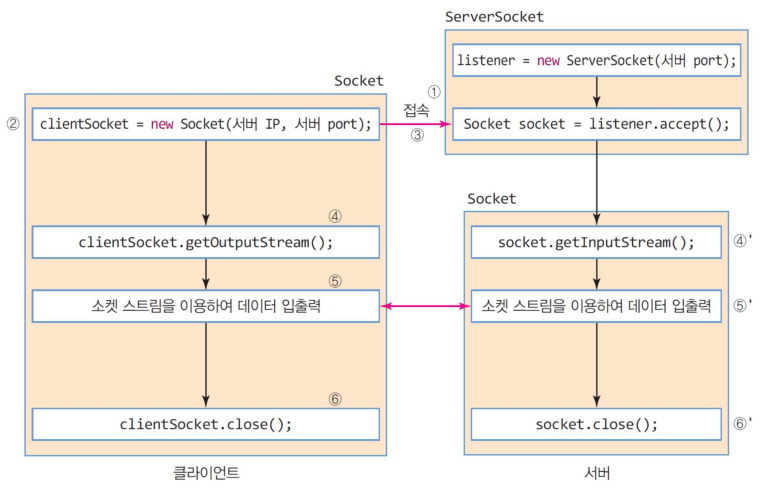 ServerSocket
listener = new ServerSocket(서버 port);
Socket
①
접속
② clientSocket = new Socket(서버 IP, 서버 port);
③
Socket socket = listener.accept();
Socket
④
clientSocket.getOutputStream();
socket.getInputStream(); ④'
⑤
소켓 스트림을 이용하여 데이터 입출력
소켓 스트림을 이용하여 데이터 입출력 ⑤'
⑥
clientSocket.close();
socket.close(); ⑥'
클라이언트
서버